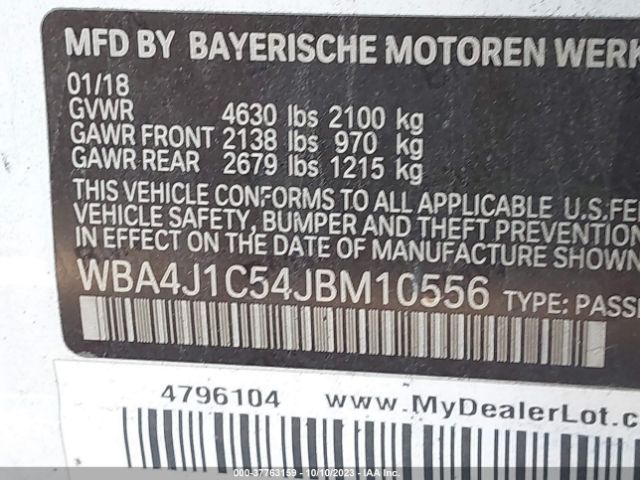 MFD BY BAYERISCHE MOTOREN WERK
01/18
GVWR 4630 lbs 2100 kg
GAWR FRONT 2138 lbs 970 kg
GAWR REAR 2679 lbs 1215 kg
THIS VEHICLE CONFORMS TO ALL APPLICABLE U.S.FE
VEHICLE SAFETY, BUMPER AND THEFT PREVENTION
IN EFFECT ON THE DATE OF MANUFACTURE SHOWN
WBA4J1C54JBM10556 TYPE: PASSE
4796104 www.MyDealerLot.c
000-37763159 - 10/10/2023 - IAA Inc.